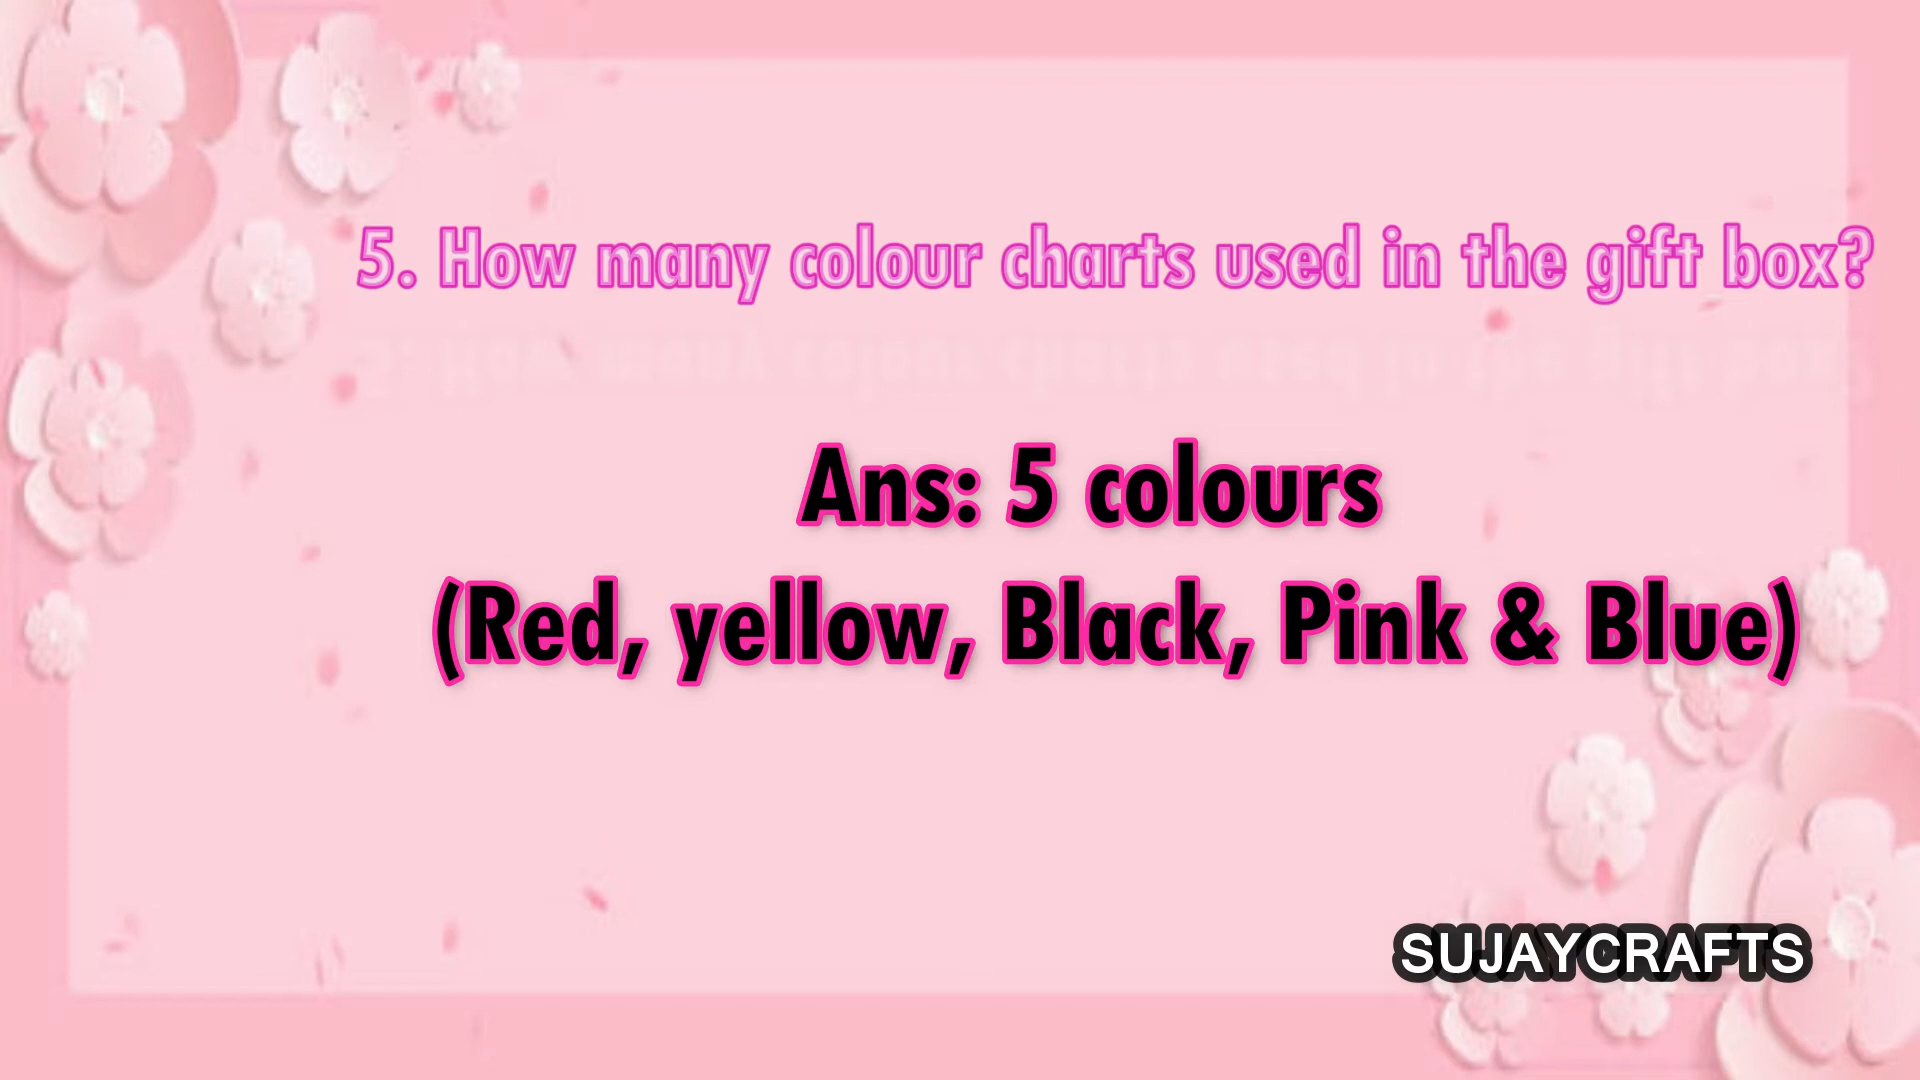 5. How many colour charts used in the gift box?
Ans: 5 colours
(Red, yellow, Black, Pink & Blue)
SUJAYCRAFTS